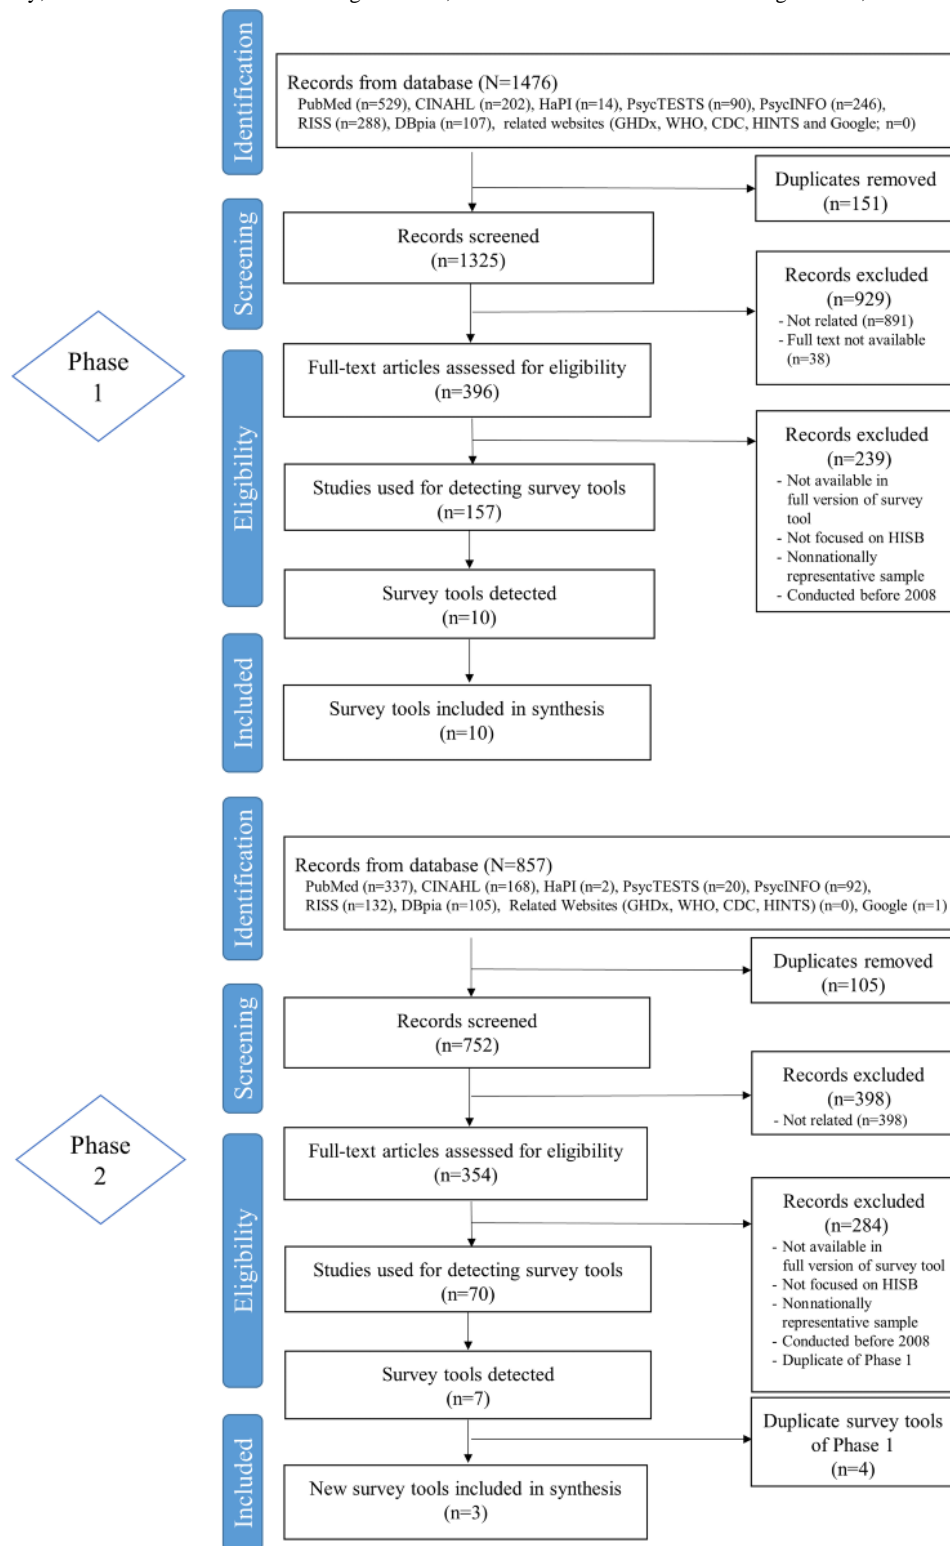 Identification
Records from database (N=1476)
PubMed (n=529), CINAHL (n=202), HaPI (n=14), PsycTESTS (n=90), PsycINFO (n=246),
RISS (n=288), DBpia (n=107), related websites (GHDx, WHO, CDC, HINTS and Google; n=0)
Duplicates removed
(n=151)
Screening
Records screened
(n=1325)
Records excluded
(n=929)
- Not related (n=891)
- Full text not available
(n=38)
Phase
1
Eligibility
Full-text articles assessed for eligibility
(n=396)
Records excluded
(n=239)
- Not available in
full version of survey
tool
- Not focused on HISB
- Nonnationally
representative sample
- Conducted before 2008
Studies used for detecting survey tools
(n=157)
Survey tools detected
(n=10)
Included
Survey tools included in synthesis
(n=10)
Identification
Records from database (N=857)
PubMed (n=337), CINAHL (n=168), HaPI (n=2), PsycTESTS (n=20), PsycINFO (n=92),
RISS (n=132), DBpia (n=105), Related Websites (GHDx, WHO, CDC, HINTS) (n=0), Google (n=1)
Duplicates removed
(n=105)
Screening
Records screened
(n=752)
Records excluded
(n=398)
- Not related (n=398)
Phase
2
Eligibility
Full-text articles assessed for eligibility
(n=354)
Records excluded
(n=284)
- Not available in
full version of survey tool
- Not focused on HISB
- Nonnationally
representative sample
- Conducted before 2008
- Duplicate of Phase 1
Studies used for detecting survey tools
(n=70)
Survey tools detected
(n=7)
Duplicate survey tools
of Phase 1
(n=4)
Included
New survey tools included in synthesis
(n=3)